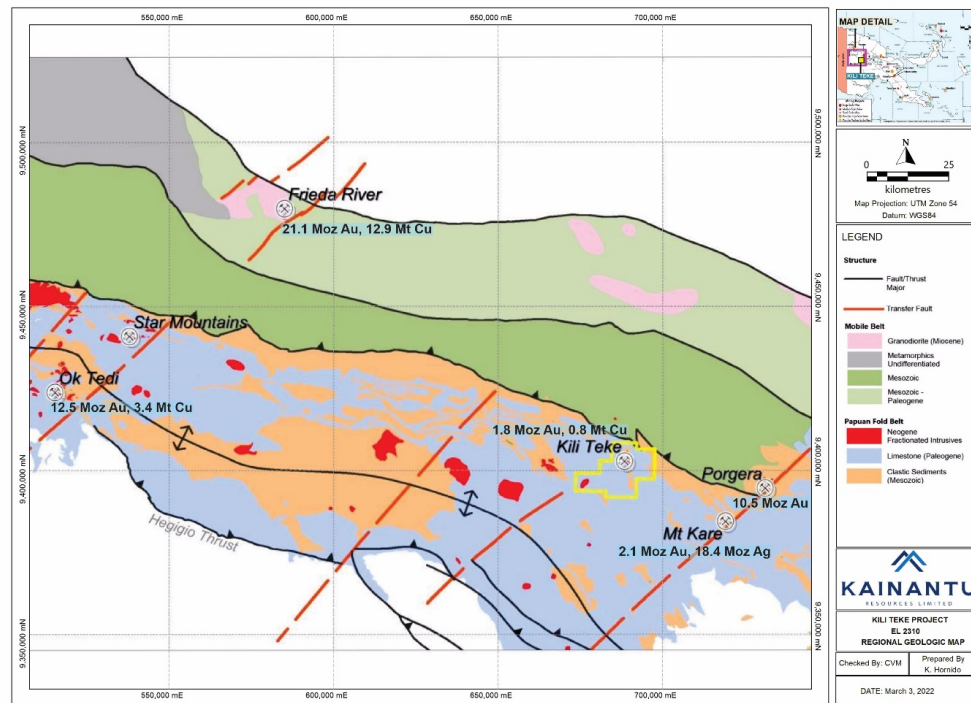 550,000 mE
600,000 mE
650,000 mE
700,000 mE
9,500,000 mN
9,450,000 mN
9,400,000 mN
9,350,000 mN
Frieda River
21.1 Moz Au, 12.9 Mt Cu
Star Mountains
Ok Tedi
12.5 Moz Au, 3.4 Mt Cu
1.8 Moz Au, 0.8 Mt Cu
Kili Teke
Porgera
10.5 Moz Au
Mt Kare
2.1 Moz Au, 18.4 Moz Ag
Hegigio Thrust
9,500,000 mN
9,450,000 mN
9,400,000 mN
9,350,000 mN
550,000 mE
600,000 mE
650,000 mE
700,000 mE
MAP DETAIL
KILI TEKE
N
0 25
kilometres
Map Projection: UTM Zone 54
Datum: WGS84
LEGEND
Structure
Fault/Thrust
Major
Transfer Fault
Mobile Belt
Granodiorite (Miocene)
Metamorphics
Undifferentiated
Mesozoic
Mesozoic -
Paleogene
Papuan Fold Belt
Neogene
Fractionated Intrusives
Limestone (Paleogene)
Clastic Sediments
(Mesozoic)
KAINANTU
RESOURCES LIMITED
KILI TEKE PROJECT
EL 2310
REGIONAL GEOLOGIC MAP
Checked By: CVM
Prepared By
K. Hornido
DATE: March 3, 2022